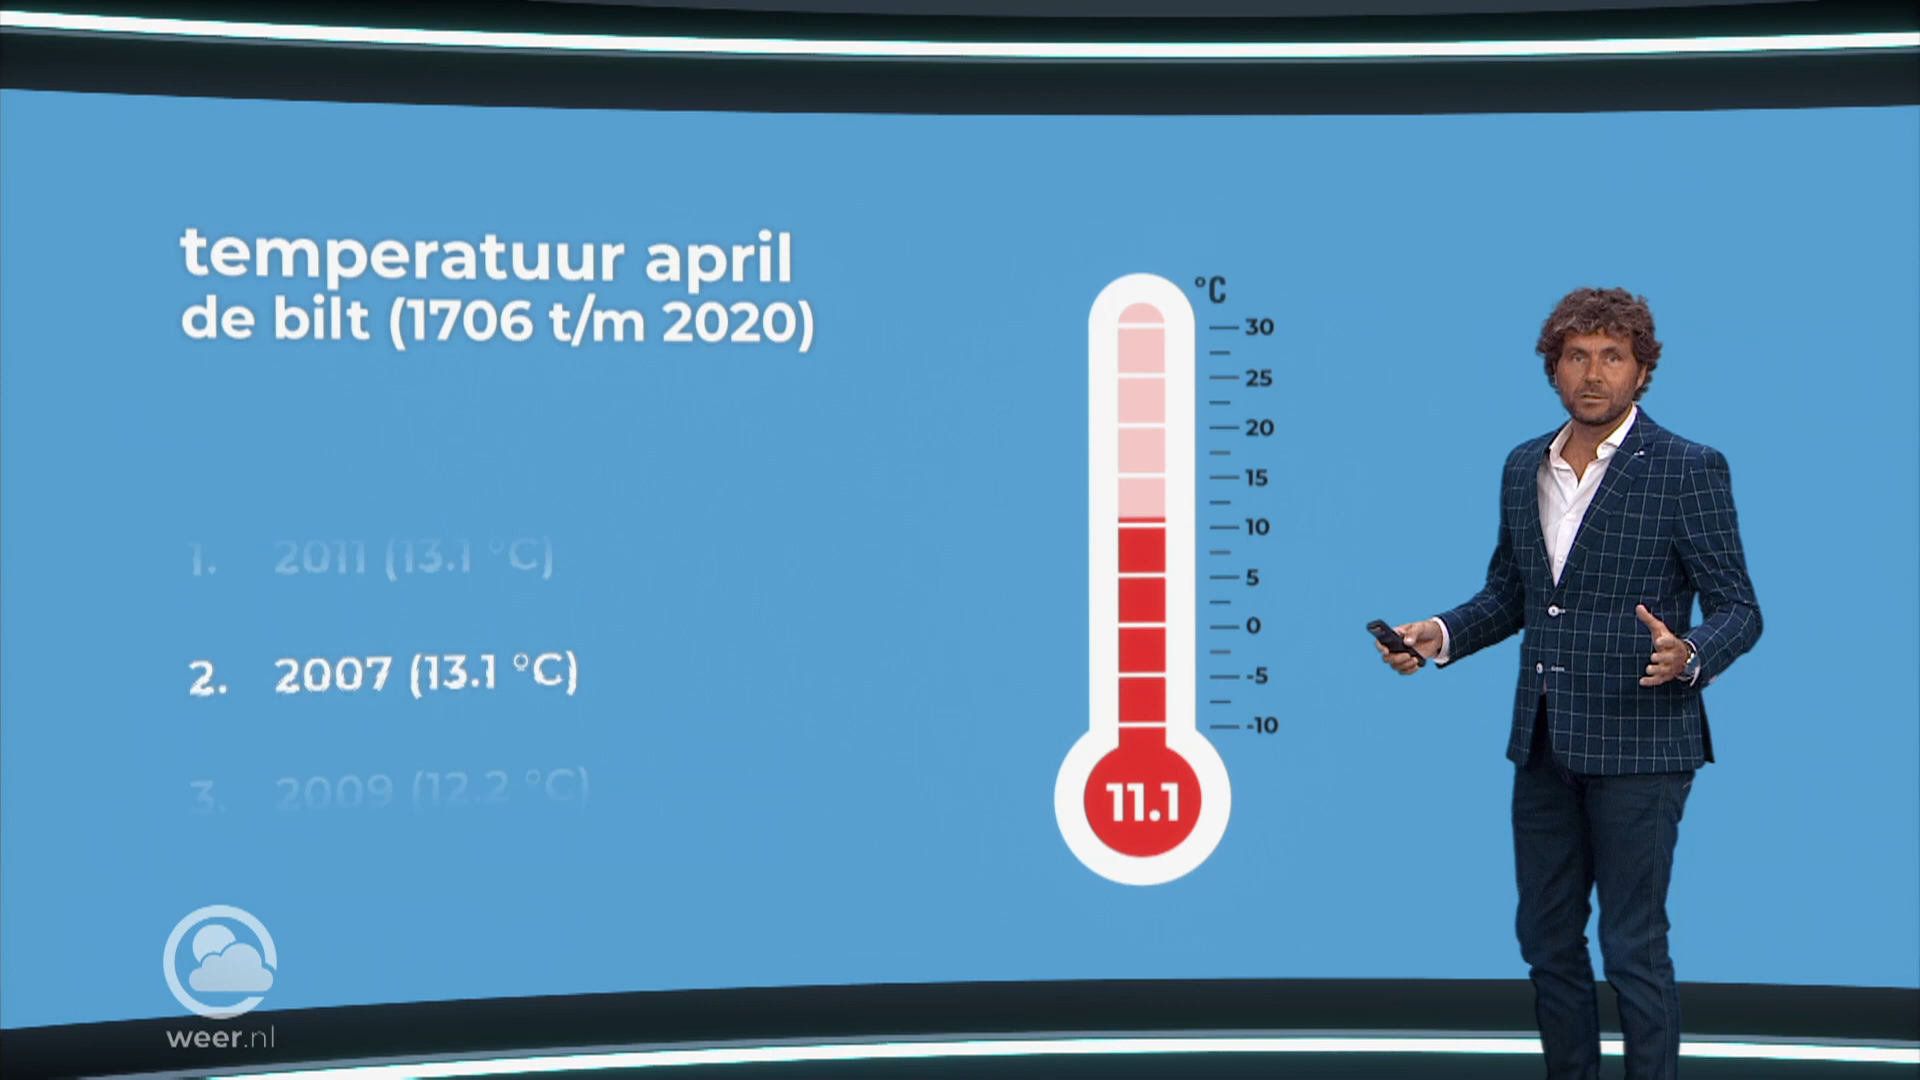 temperatuur april
de bilt (1706 t/m 2020)
1. 2011 (13.1 °C)
2. 2007 (13.1 °C)
3. 2009 (12.2 °C)
°C
30
25
20
15
10
5
0
-5
-10
11.1
weer.nl